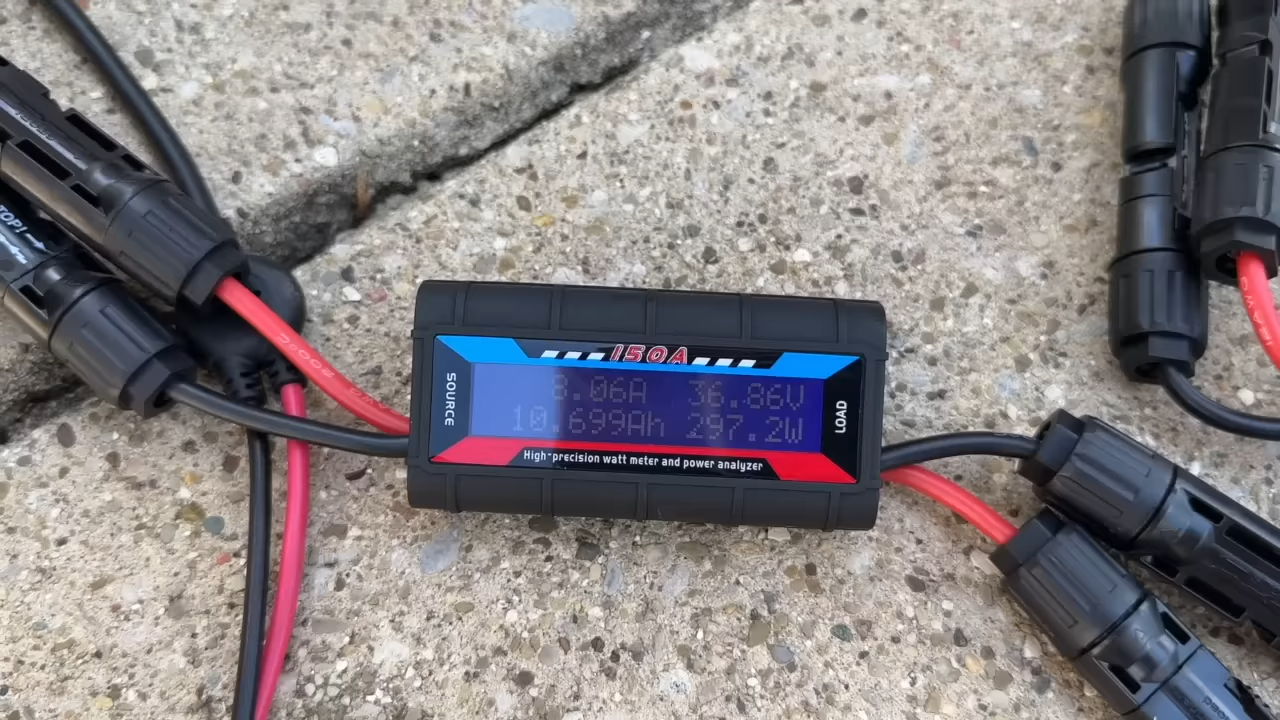 150A
SOURCE
8.06A 36.86V
10.699Ah 297.2W
LOAD
High-precision watt meter and power analyzer
TOP!
200°C